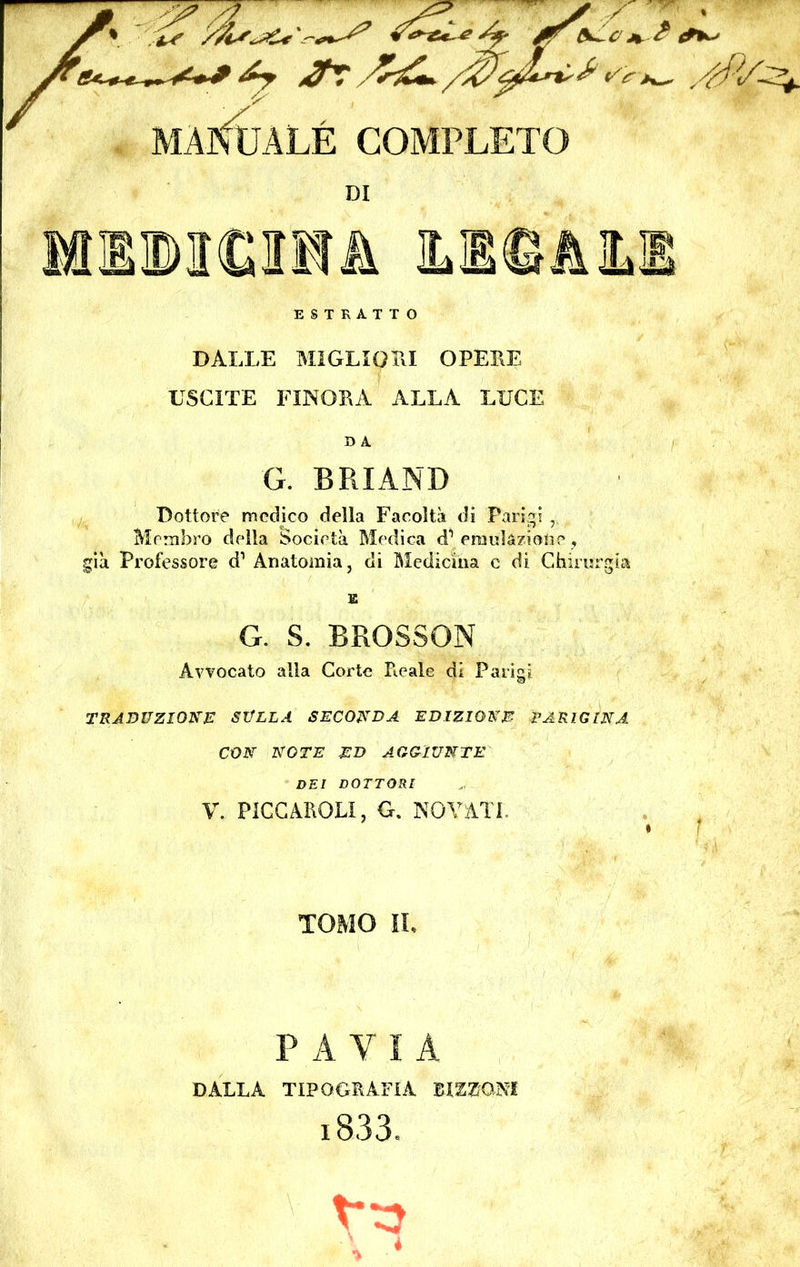 Society
by Dr
MANUALE COMPLETO
DI
MEDICINA LEGALE
ESTRATTO
DALLE MIGLIORI OPERE
USCITE FINORA ALLA LUCE
DA
G. BRIAND
Dottore medico della Facoltà di Parigi,
Membro della Società Medica d'emulazione,
già Professore d'Anatomia, di Medicina e di Chirurgia
E
G. S. BROSSON
Avvocato alla Corte Reale di Parigi
TRADUZIONE SULLA SECONDA EDIZIONE PARIGINA
CON NOTE ED AGGIUNTE
DEI DOTTORI
V. PICCAROLI, G. NOVATI.
TOMO II.
PAVIA
DALLA TIPOGRAFIA BIZZONI
1833.